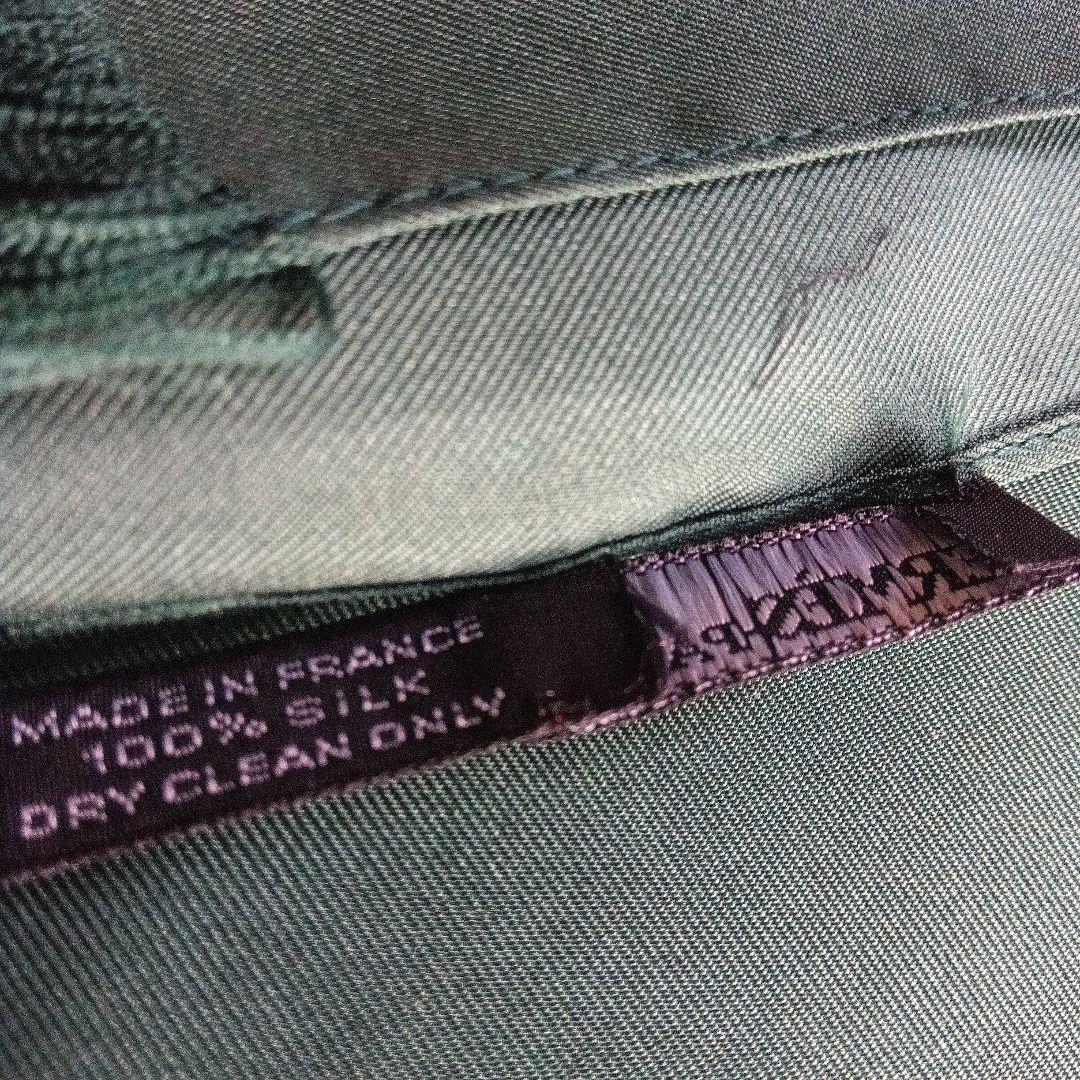 MADE IN FRANCE
100% SILK
DRY CLEAN ONLY